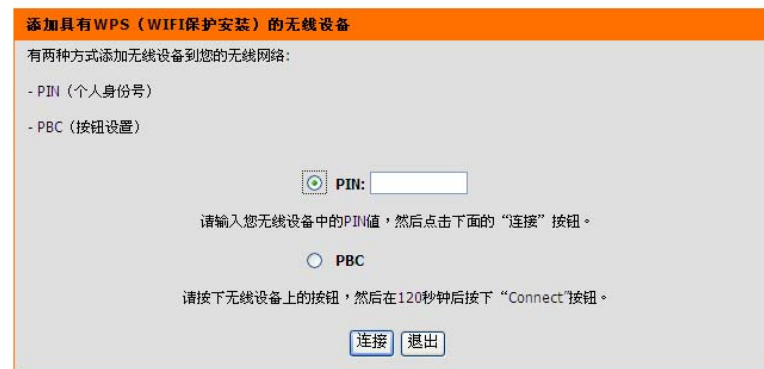 添加具有WPS（WIFI保护安装）的无线设备
有两种方式添加无线设备到您的无线网络:
- PIN（个人身份号）
- PBC（按钮设置）
PIN:
请输入您无线设备中的PIN值，然后点击下面的“连接”按钮。
PBC
请按下无线设备上的按钮，然后在120秒钟后按下“Connect”按钮。
连接 退出